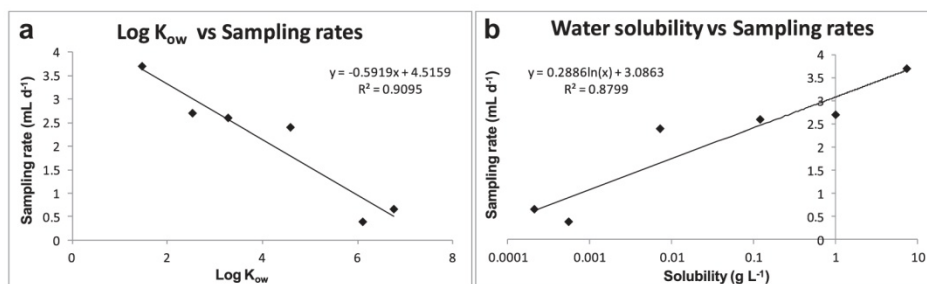 a
Log Kow vs Sampling rates
4
3.5
3
2.5
2
1.5
1
0.5
0
Sampling rate (mL d-1)
y = -0.5919x + 4.5159
R² = 0.9095
0 2 4 6 8
Log Kow
b
Water solubility vs Sampling rates
4
3.5
3
2.5
2
1.5
1
0.5
0
Sampling rate (mL d-1)
y = 0.2886ln(x) + 3.0863
R² = 0.8799
0.0001 0.001 0.01 0.1 1 10
Solubility (g L-1)